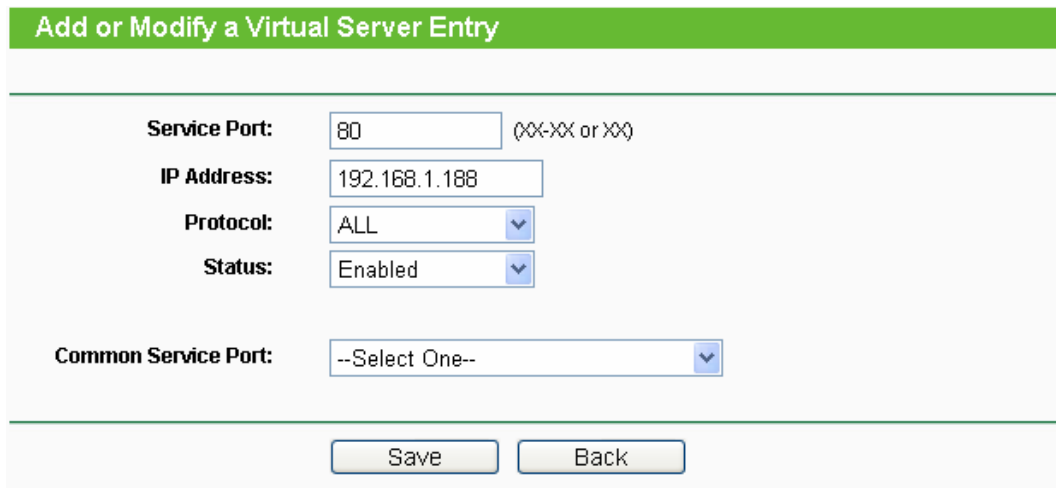 Add or Modify a Virtual Server Entry
Service Port: 80 (XX-XX or XX)
IP Address: 192.168.1.188
Protocol: ALL
Status: Enabled
Common Service Port: --Select One--
Save Back